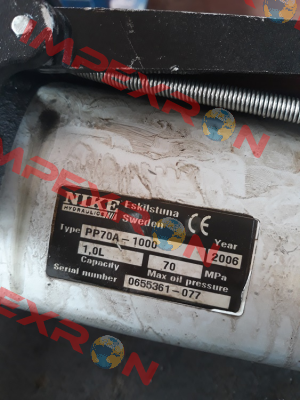 IMPEXRON
NIKE Eskilstuna
HYDRAULICS Sweden CE
Type PP70A-1000 Year
1.0L 70 2006
Capacity MPa
Max oil pressure
Serial number 0655361-077
IMPEXRON
IMPEXRON